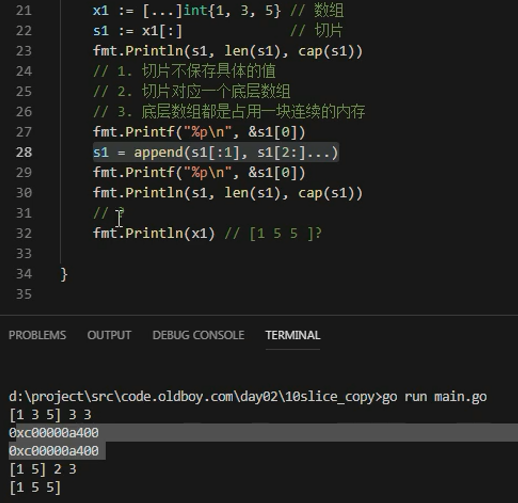 21 x1 := [...]int{1, 3, 5} // 数组
22 s1 := x1[:] // 切片
23 fmt.Println(s1, len(s1), cap(s1))
24 // 1. 切片不保存具体的值
25 // 2. 切片对应一个底层数组
26 // 3. 底层数组都是占用一块连续的内存
27 fmt.Printf("%p\n", &s1[0])
28 s1 = append(s1[:1], s1[2:]...)
29 fmt.Printf("%p\n", &s1[0])
30 fmt.Println(s1, len(s1), cap(s1))
31 // ?
32 fmt.Println(x1) // [1 5 5 ]?
33
34 }
35
PROBLEMS OUTPUT DEBUG CONSOLE TERMINAL
d:\project\src\code.oldboy.com\day02\10slice_copy>go run main.go
[1 3 5] 3 3
0xc00000a400
0xc00000a400
[1 5] 2 3
[1 5 5]